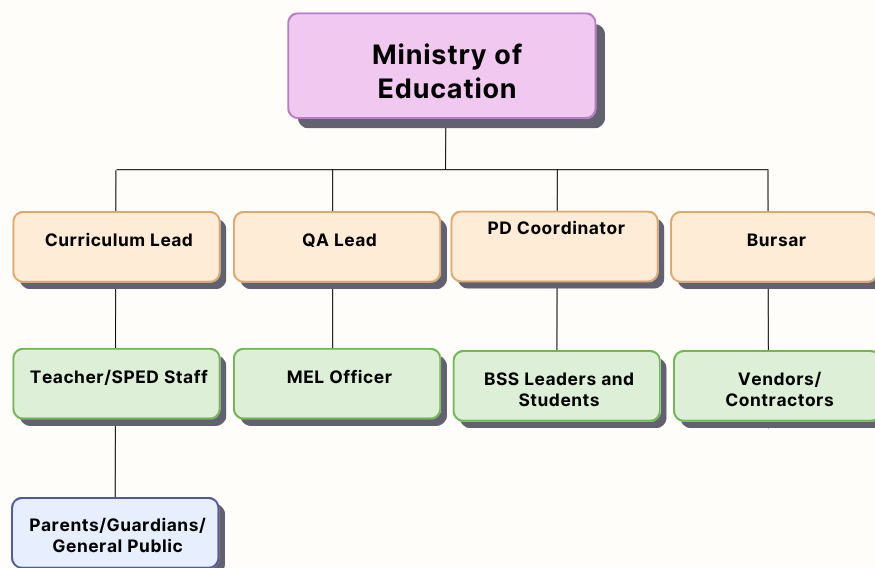 Ministry of
Education
Curriculum Lead
QA Lead
PD Coordinator
Bursar
Teacher/SPED Staff
MEL Officer
BSS Leaders and
Students
Vendors/
Contractors
Parents/Guardians/
General Public